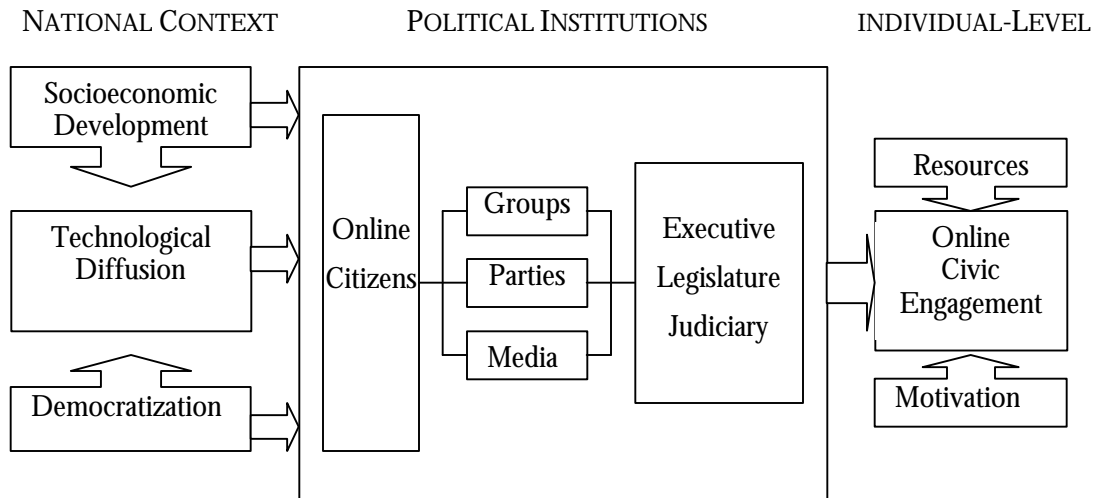 NATIONAL CONTEXT
POLITICAL INSTITUTIONS
INDIVIDUAL-LEVEL
Socioeconomic
Development
Technological
Diffusion
Democratization
Online
Citizens
Groups
Parties
Media
Executive
Legislature
Judiciary
Resources
Online
Civic
Engagement
Motivation